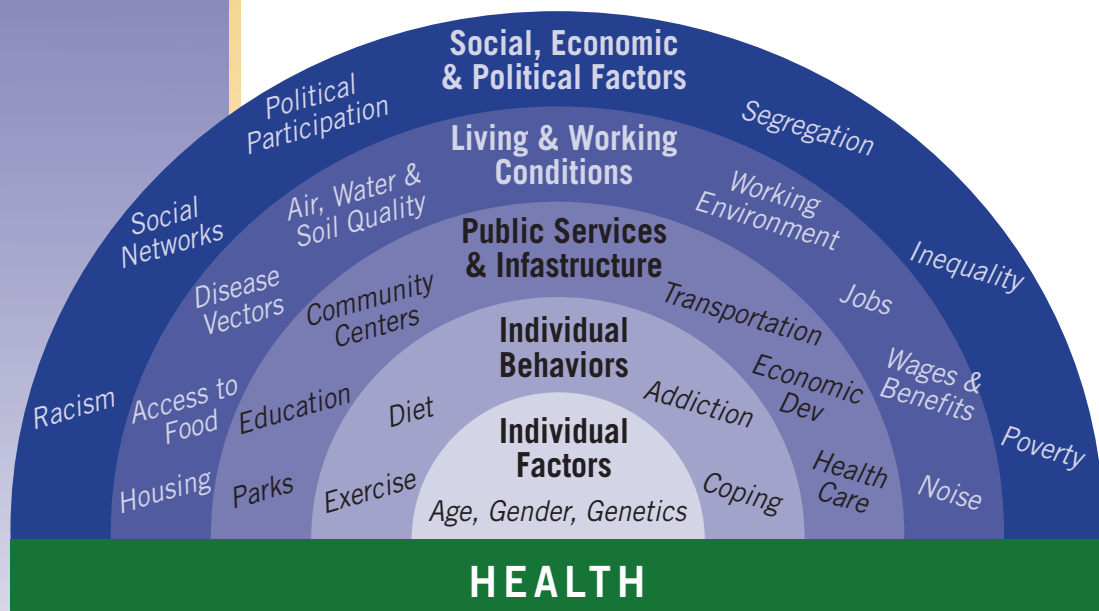 Social, Economic
& Political Factors
Political
Participation
Segregation
Social
Networks
Inequality
Racism
Poverty
Living & Working
Conditions
Air, Water &
Soil Quality
Working
Environment
Disease
Vectors
Jobs
Access to
Food
Wages &
Benefits
Housing
Noise
Public Services
& Infastructure
Community
Centers
Transportation
Education
Economic
Dev
Parks
Health
Care
Individual
Behaviors
Diet
Addiction
Exercise
Coping
Individual
Factors
Age, Gender, Genetics
HEALTH